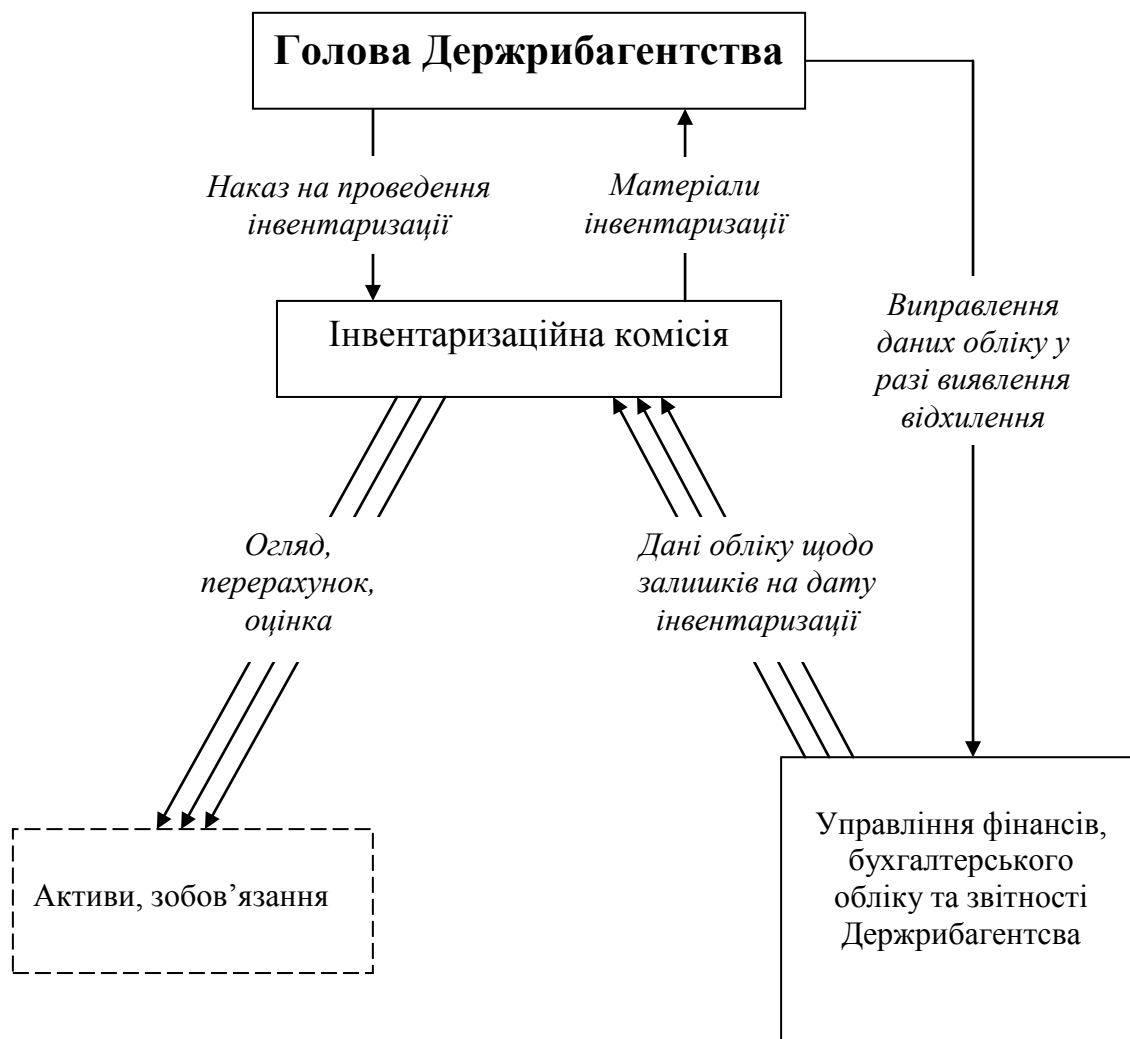 Голова Держрибагентства
Наказ на проведення
інвентаризації
Матеріали
інвентаризації
Інвентаризаційна комісія
Виправлення
даних обліку у
разі виявлення
відхилення
Огляд,
перерахунок,
оцінка
Дані обліку щодо
залишків на дату
інвентаризації
Активи, зобов’язання
Управління фінансів,
бухгалтерського
обліку та звітності
Держрибагентсва